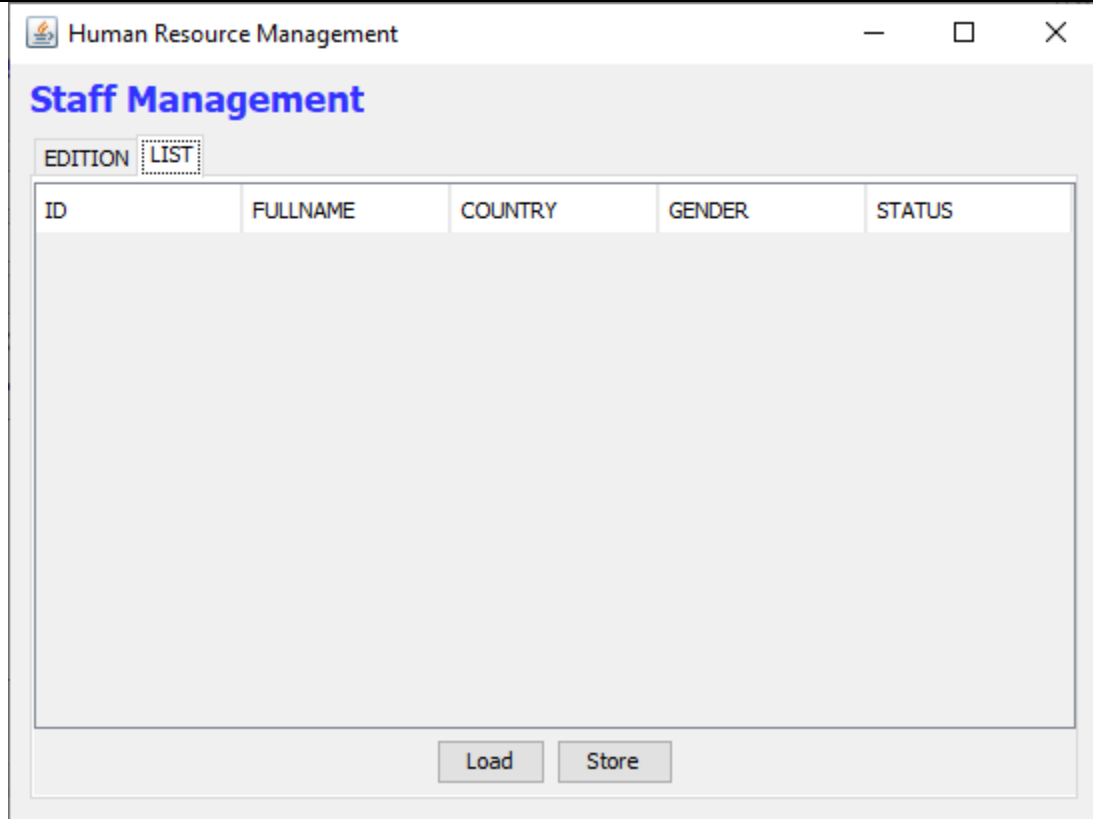 Human Resource Management
Staff Management
EDITION LIST
ID FULLNAME COUNTRY GENDER STATUS
Load Store